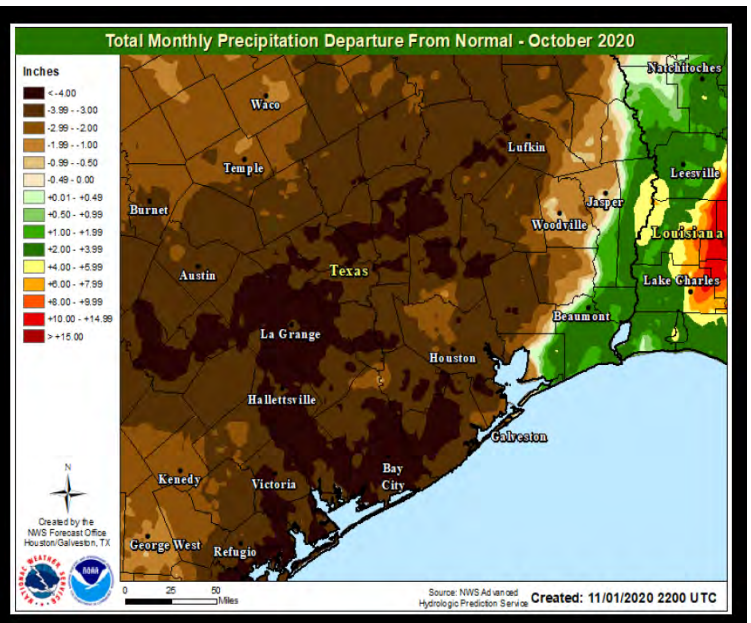 Total Monthly Precipitation Departure From Normal - October 2020
Inches
< -4.00
-3.99 - -3.00
-2.99 - -2.00
-1.99 - -1.00
-0.99 - -0.50
-0.49 - 0.00
+0.01 - +0.49
+0.50 - +0.99
+1.00 - +1.99
+2.00 - +3.99
+4.00 - +5.99
+6.00 - +7.99
+8.00 - +9.99
+10.00 - +14.99
> +15.00
Natchitoches
Waco
Lufkin
Temple
Leesville
Burnet
Jasper
Woodville
Louisiana
Austin
Texas
Lake Charles
Beaumont
La Grange
Houston
Hallettsville
Galveston
Kenedy
Victoria
Bay
City
George West
Refugio
N
Created by the
NWS Forecast Office
Houston/Galveston, TX
NATIONAL WEATHER SERVICE
NOAA
0 25 50
Miles
Source: NWS Advanced
Hydrologic Prediction Service
Created: 11/01/2020 2200 UTC